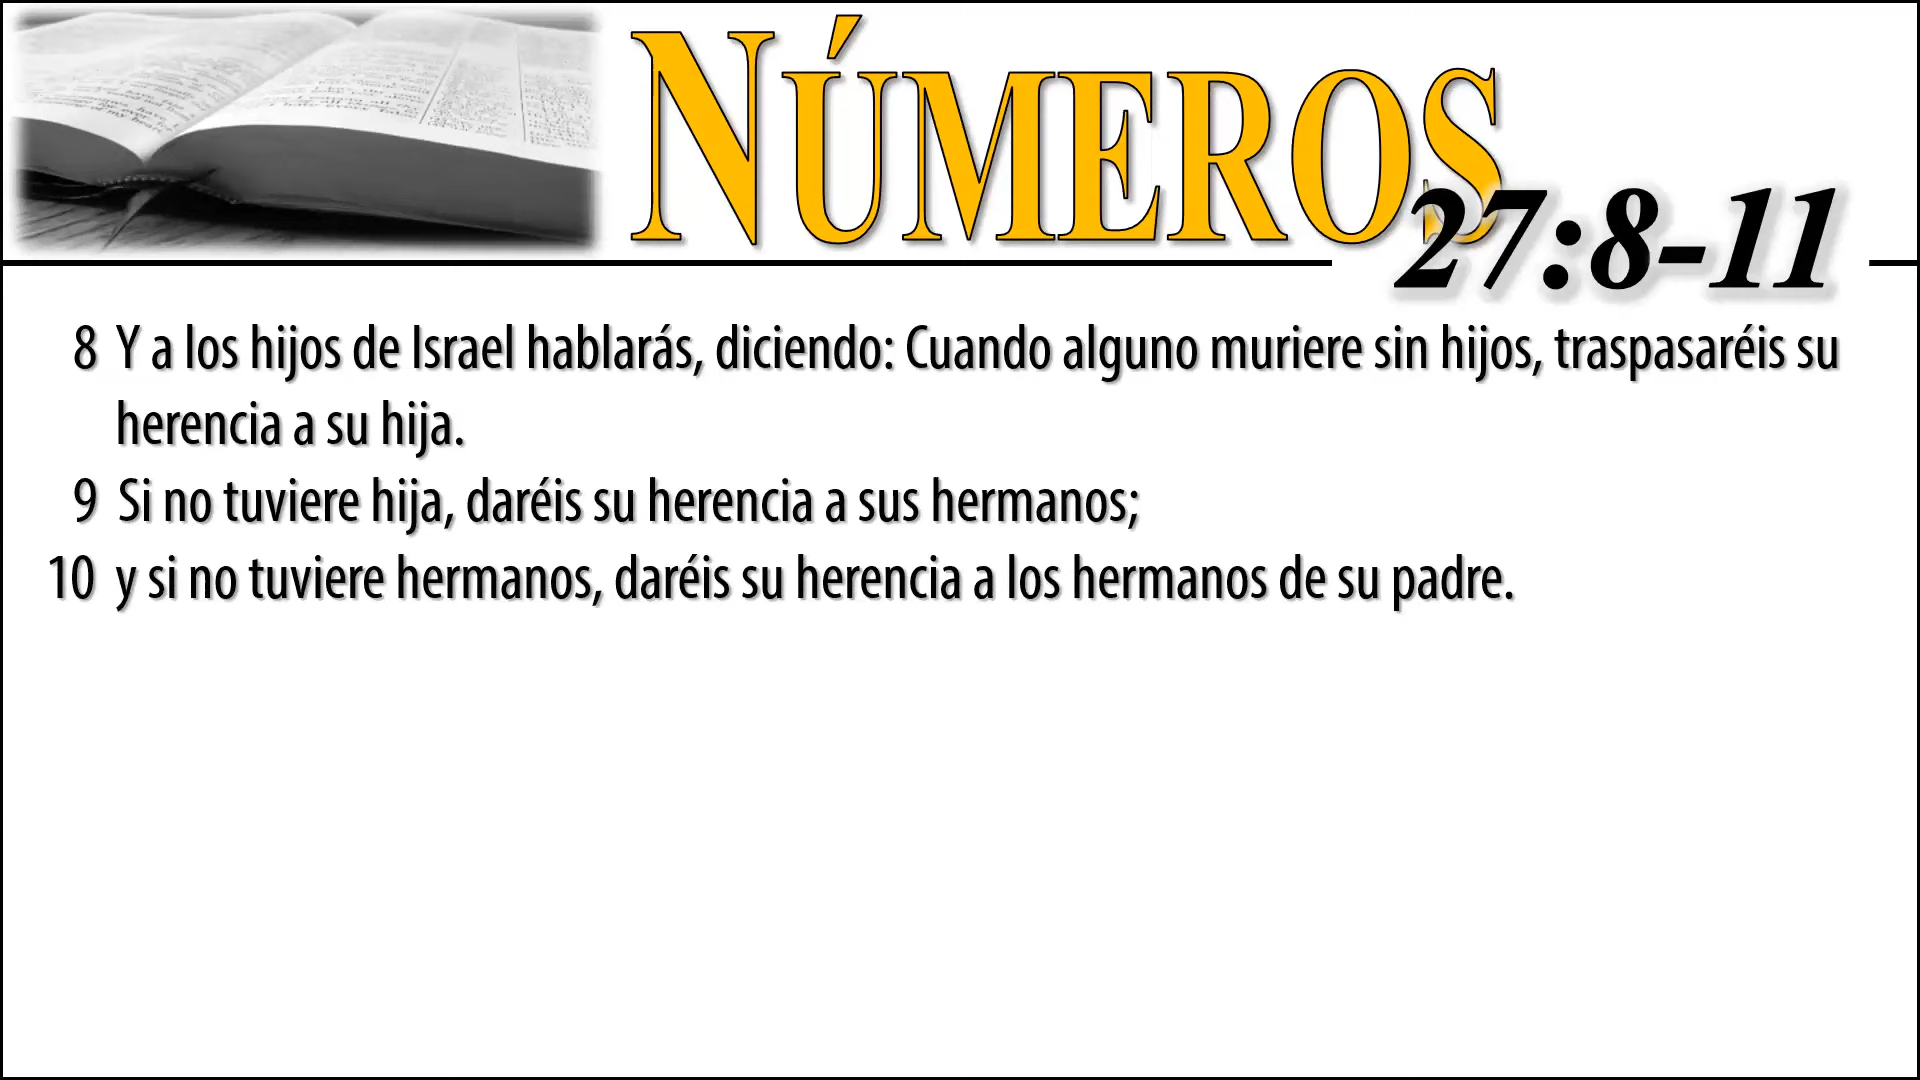 NÚMEROS
27:8-11
8 Y a los hijos de Israel hablarás, diciendo: Cuando alguno muriere sin hijos, traspasaréis su
herencia a su hija.
9 Si no tuviere hija, daréis su herencia a sus hermanos;
10 y si no tuviere hermanos, daréis su herencia a los hermanos de su padre.